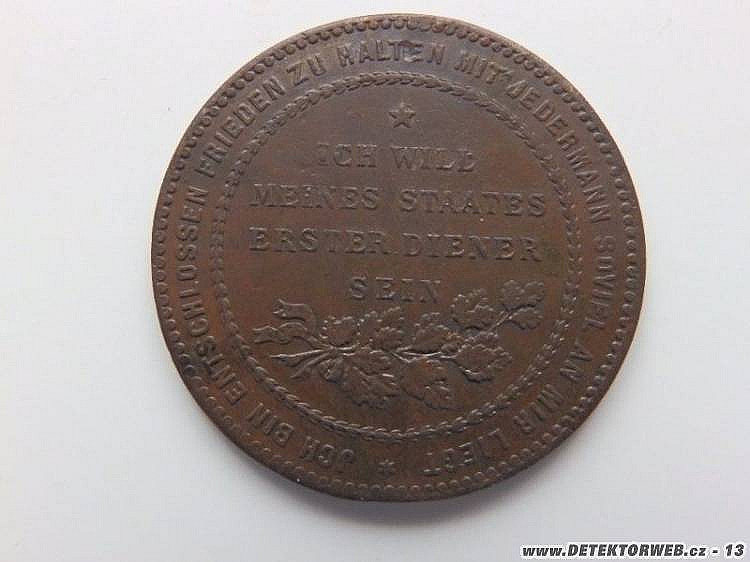 JCH BIN ENTSCHLOSSEN FRIEDEN ZU HALTEN MIT JEDERMANN SOVIEL AN MIR LIEGT *
ICH WILL
MEINES STAATES
ERSTER DIENER
SEIN
www.DETEKTORWEB.cz - 13